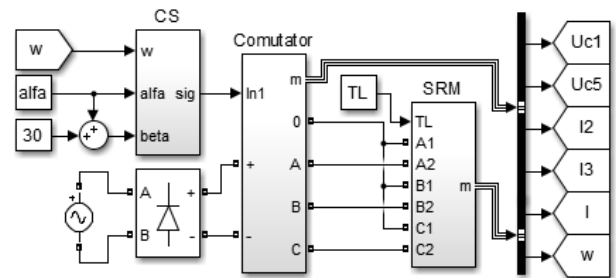 CS
w
w
alfa
alfa
sig
30
+
+
beta
Comutator
m
In1
0
+
A
B
-
C
A
+
B
-
+
TL
SRM
TL
A1
A2
B1
m
B2
C1
C2
Uc1
Uc5
I2
I3
I
w